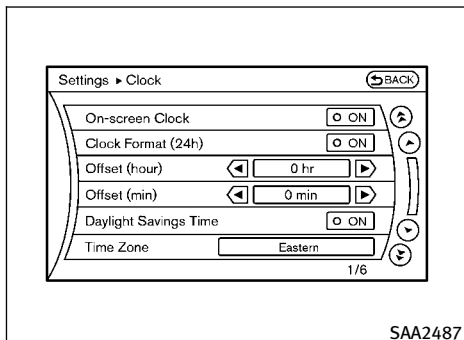 Settings ▸ Clock BACK
On-screen Clock ON
Clock Format (24h) ON
Offset (hour) 0 hr
Offset (min) 0 min
Daylight Savings Time ON
Time Zone Eastern
1/6
SAA2487